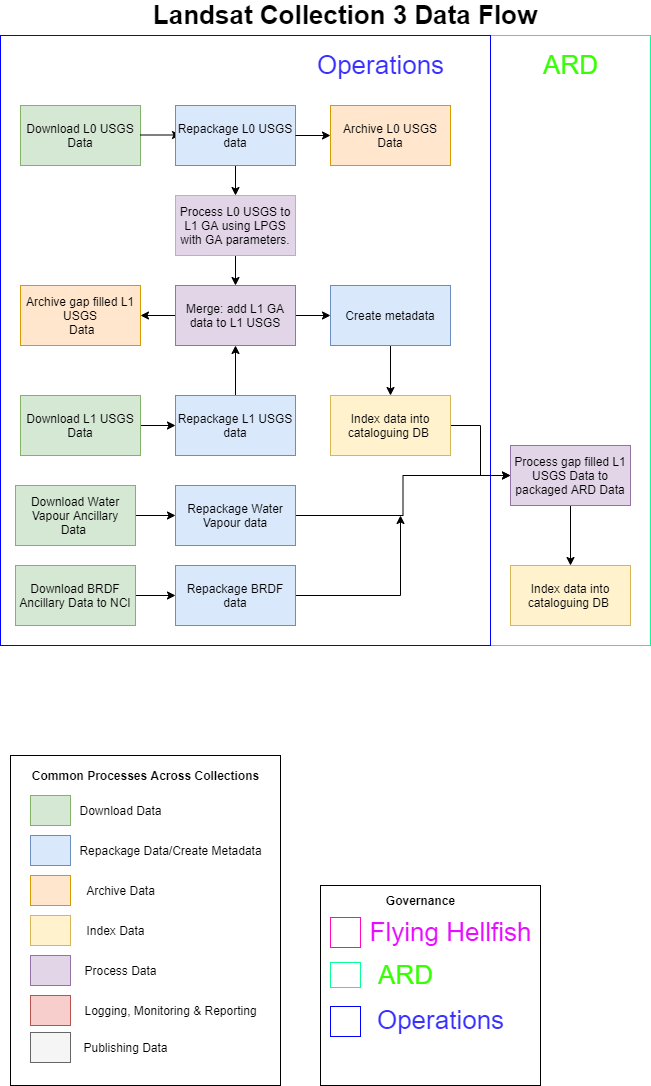 Landsat Collection 3 Data Flow
Operations
ARD
Download L0 USGS
Data
Repackage L0 USGS
data
Archive L0 USGS
Data
Process L0 USGS to
L1 GA using LPGS
with GA parameters.
Archive gap filled L1
USGS
Data
Merge: add L1 GA
data to L1 USGS
Create metadata
Download L1 USGS
Data
Repackage L1 USGS
data
Index data into
cataloguing DB
Process gap filled L1
USGS Data to
packaged ARD Data
Download Water
Vapour Ancillary
Data
Repackage Water
Vapour data
Download BRDF
Ancillary Data to NCI
Repackage BRDF
data
Index data into
cataloguing DB
Common Processes Across Collections
Download Data
Repackage Data/Create Metadata
Archive Data
Index Data
Process Data
Logging, Monitoring & Reporting
Publishing Data
Governance
Flying Hellfish
ARD
Operations